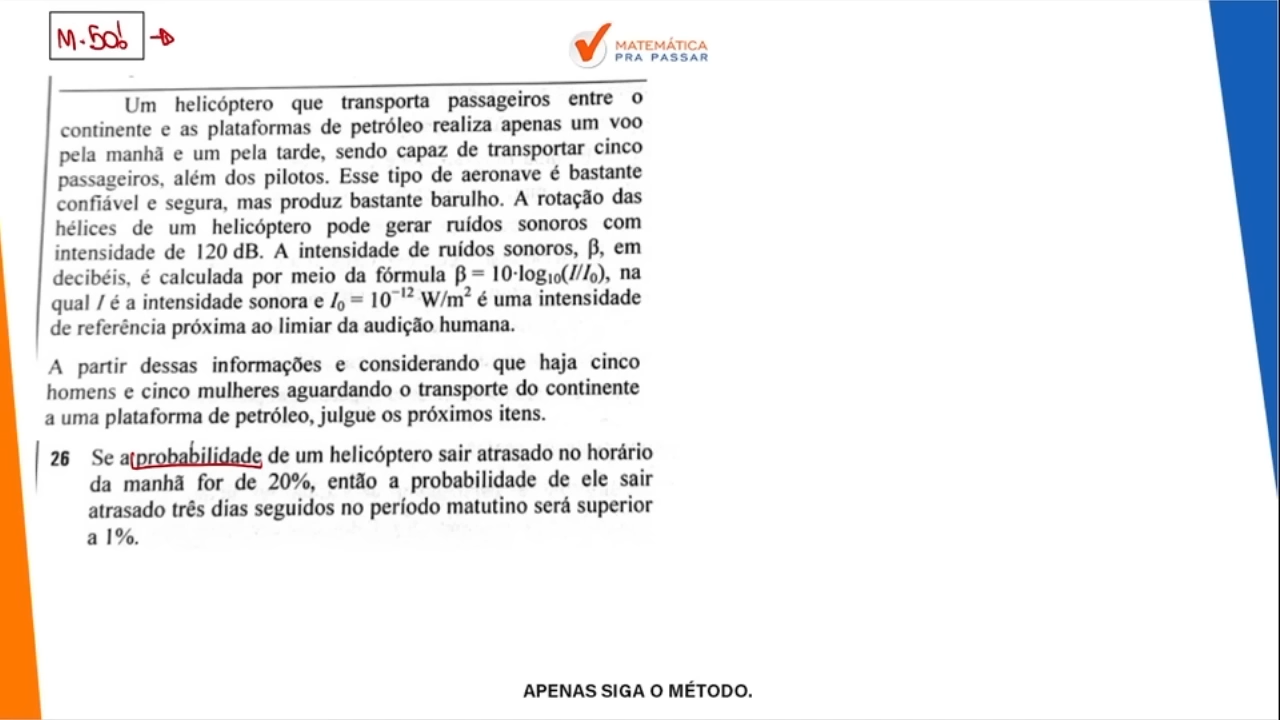 M.50!
MATEMÁTICA
PRA PASSAR
Um helicóptero que transporta passageiros entre o
continente e as plataformas de petróleo realiza apenas um voo
pela manhã e um pela tarde, sendo capaz de transportar cinco
passageiros, além dos pilotos. Esse tipo de aeronave é bastante
confiável e segura, mas produz bastante barulho. A rotação das
hélices de um helicóptero pode gerar ruídos sonoros com
intensidade de 120 dB. A intensidade de ruídos sonoros, β, em
decibéis, é calculada por meio da fórmula β = 10·log₁₀(I/I₀), na
qual I é a intensidade sonora e I₀ = 10⁻¹² W/m² é uma intensidade
de referência próxima ao limiar da audição humana.
A partir dessas informações e considerando que haja cinco
homens e cinco mulheres aguardando o transporte do continente
a uma plataforma de petróleo, julgue os próximos itens.
26 Se a probabilidade de um helicóptero sair atrasado no horário
da manhã for de 20%, então a probabilidade de ele sair
atrasado três dias seguidos no período matutino será superior
a 1%.
APENAS SIGA O MÉTODO.